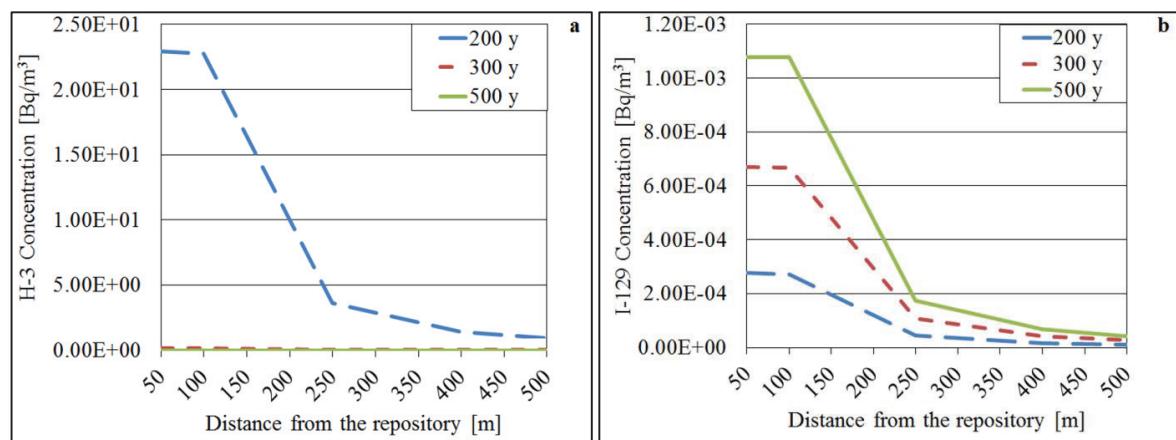 a
H-3 Concentration [Bq/m³]
2.50E+01
2.00E+01
1.50E+01
1.00E+01
5.00E+00
0.00E+00
200 y
300 y
500 y
50 100 150 200 250 300 350 400 450 500
Distance from the repository [m]
b
I-129 Concentration [Bq/m³]
1.20E-03
1.00E-03
8.00E-04
6.00E-04
4.00E-04
2.00E-04
0.00E+00
200 y
300 y
500 y
50 100 150 200 250 300 350 400 450 500
Distance from the repository [m]